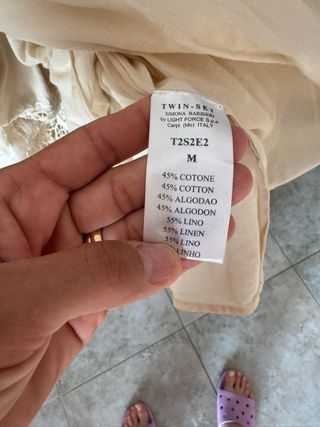 TWIN-SET
SIMONA BARBIERI
by LIGHT FORCE S.p.A
Carpi (Mo) ITALY
T2S2E2
M
45% COTONE
45% COTTON
45% ALGODAO
45% ALGODON
55% LINO
55% LINEN
55% LINO
LINHO